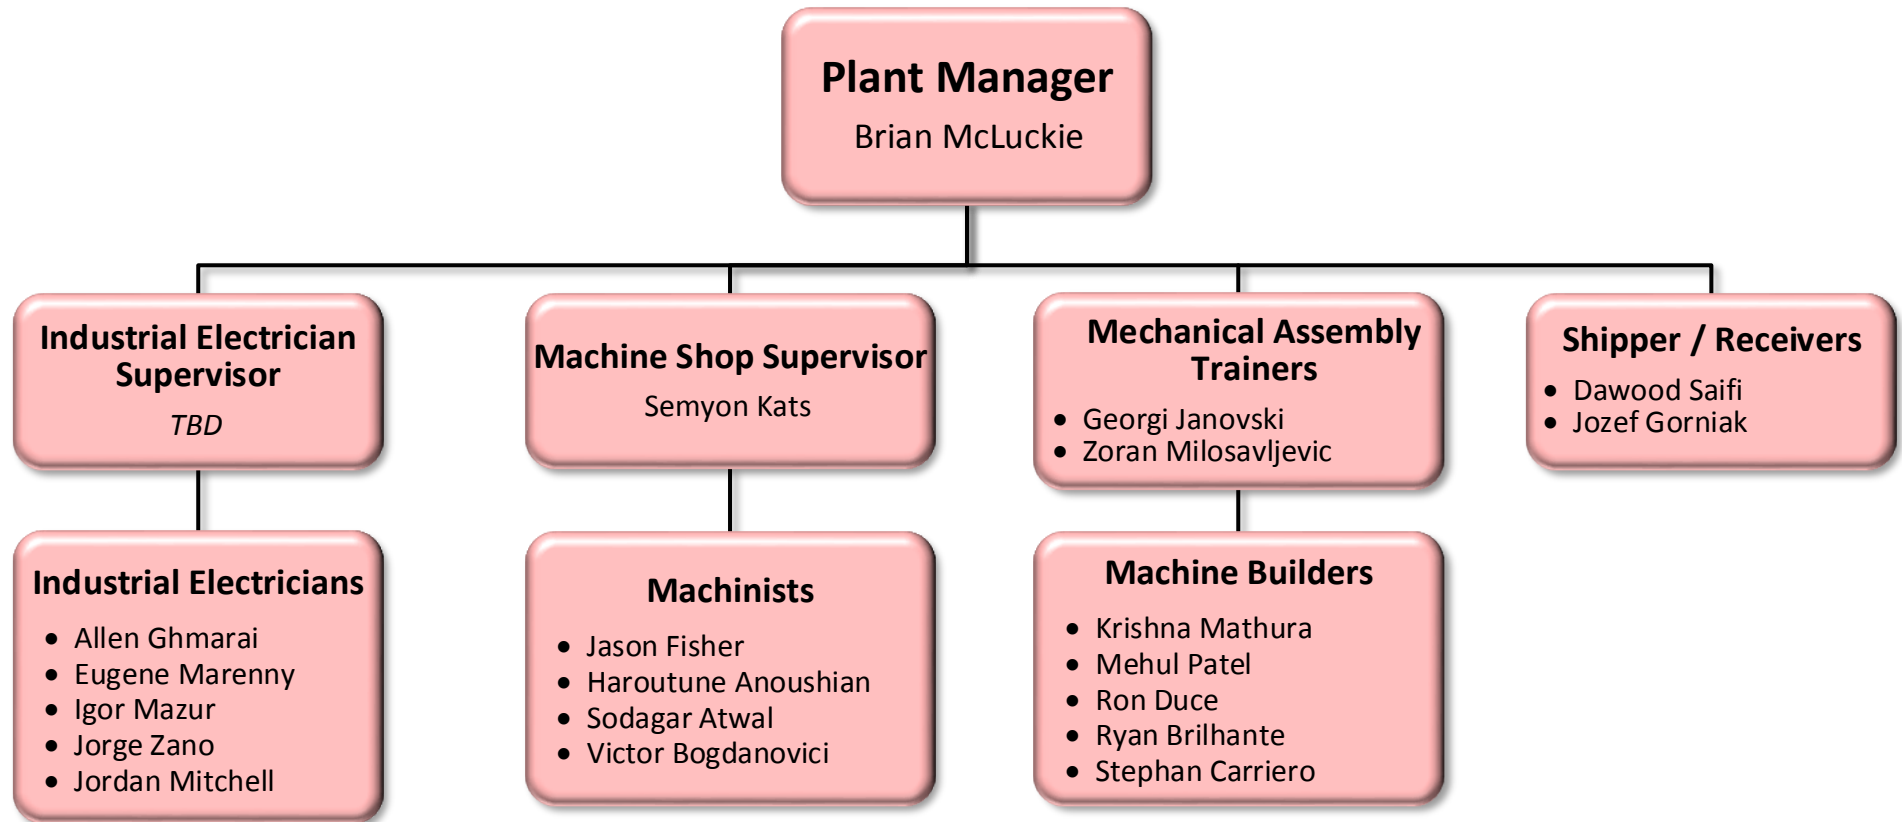 Plant Manager
Brian McLuckie
Industrial Electrician
Supervisor
TBD
Machine Shop Supervisor
Semyon Kats
Mechanical Assembly
Trainers
• Georgi Janovski
• Zoran Milosavljevic
Shipper / Receivers
• Dawood Saifi
• Jozef Gorniak
Industrial Electricians
• Allen Ghmarai
• Eugene Marenny
• Igor Mazur
• Jorge Zano
• Jordan Mitchell
Machinists
• Jason Fisher
• Haroutune Anoushian
• Sodagar Atwal
• Victor Bogdanovici
Machine Builders
• Krishna Mathura
• Mehul Patel
• Ron Duce
• Ryan Brilhante
• Stephan Carriero